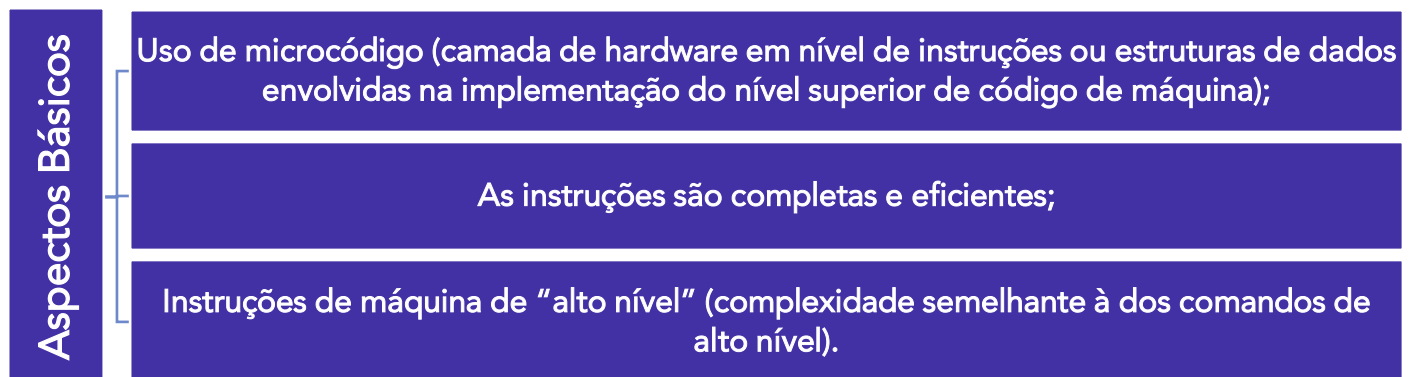 Aspectos Básicos
Uso de microcódigo (camada de hardware em nível de instruções ou estruturas de dados
envolvidas na implementação do nível superior de código de máquina);
As instruções são completas e eficientes;
Instruções de máquina de “alto nível” (complexidade semelhante à dos comandos de
alto nível).